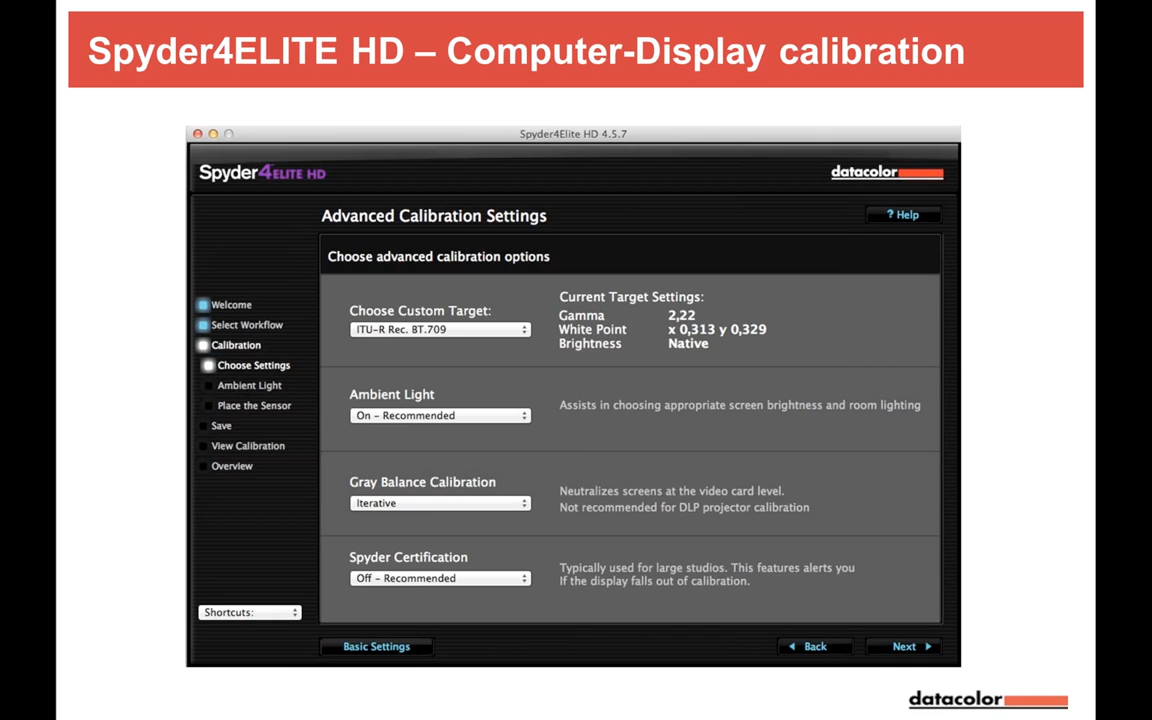 Spyder4ELITE HD – Computer-Display calibration
Spyder4Elite HD 4.5.7
Spyder4ELITE HD
datacolor
Advanced Calibration Settings
? Help
Choose advanced calibration options
Welcome
Select Workflow
Calibration
Choose Settings
Ambient Light
Place the Sensor
Save
View Calibration
Overview
Shortcuts:
Choose Custom Target:
ITU-R Rec. BT.709
Current Target Settings:
Gamma 2,22
White Point x 0,313 y 0,329
Brightness Native
Ambient Light
On – Recommended
Assists in choosing appropriate screen brightness and room lighting
Gray Balance Calibration
Iterative
Neutralizes screens at the video card level.
Not recommended for DLP projector calibration
Spyder Certification
Off – Recommended
Typically used for large studios. This features alerts you
If the display falls out of calibration.
Basic Settings
Back
Next
datacolor